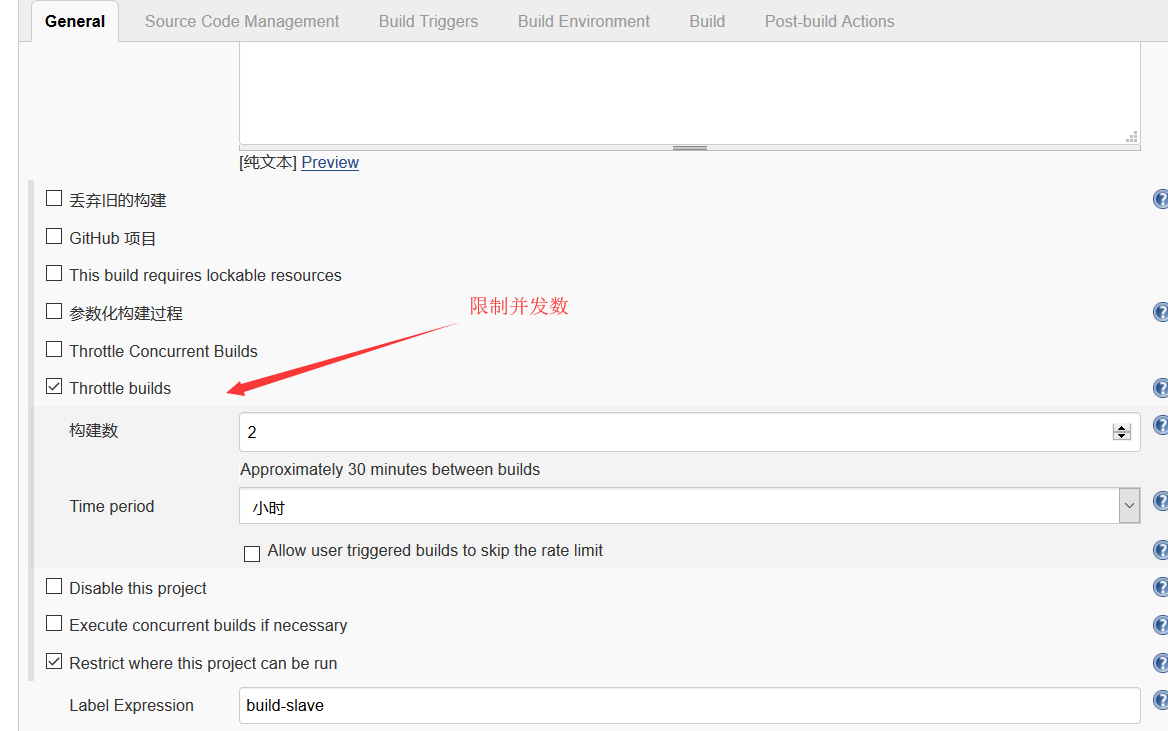 General Source Code Management Build Triggers Build Environment Build Post-build Actions
[纯文本] Preview
丢弃旧的构建
GitHub 项目
This build requires lockable resources
限制并发数
参数化构建过程
Throttle Concurrent Builds
Throttle builds
构建数 2
Approximately 30 minutes between builds
Time period 小时
Allow user triggered builds to skip the rate limit
Disable this project
Execute concurrent builds if necessary
Restrict where this project can be run
Label Expression build-slave